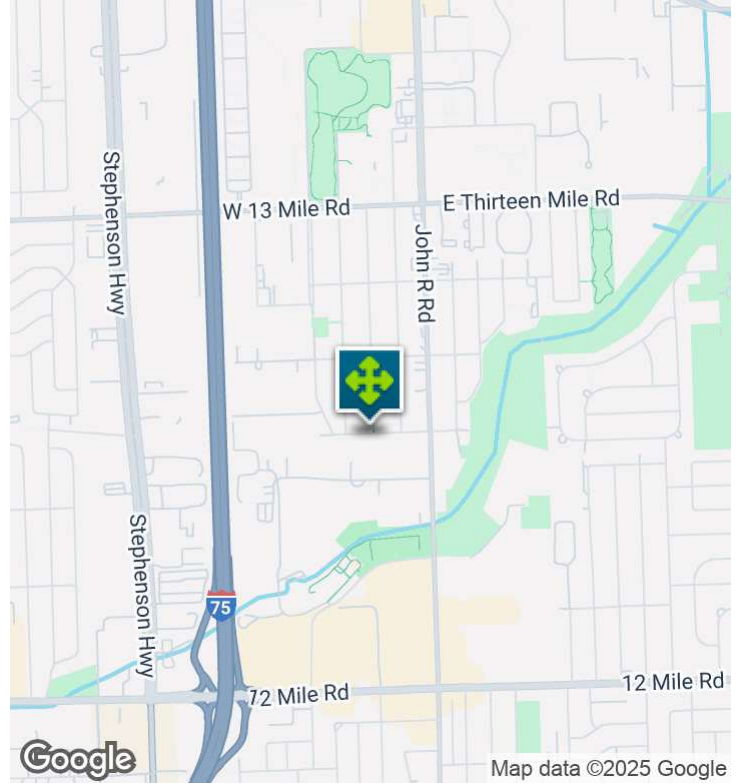 W 13 Mile Rd
E Thirteen Mile Rd
Stephenson Hwy
John R Rd
Stephenson Hwy
75
12 Mile Rd
12 Mile Rd
Google
Map data ©2025 Google